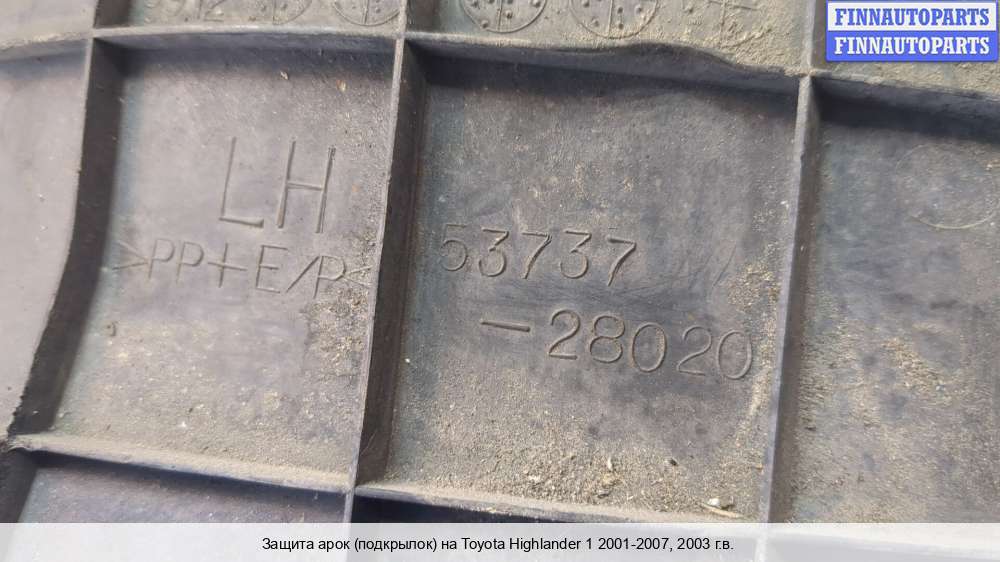 FINNAUTOPARTS
FINNAUTOPARTS
LH
>PP+E/P<
53737
-28020
Защита арок (подкрылок) на Toyota Highlander 1 2001-2007, 2003 г.в.